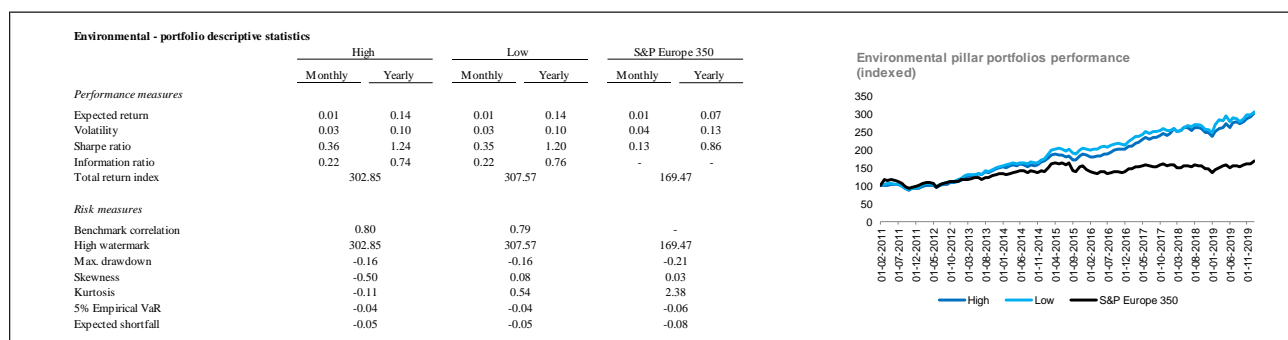 Environmental - portfolio descriptive statistics
High Low S&P Europe 350
Monthly Yearly Monthly Yearly Monthly Yearly
Performance measures
Expected return 0.01 0.14 0.01 0.14 0.01 0.07
Volatility 0.03 0.10 0.03 0.10 0.04 0.13
Sharpe ratio 0.36 1.24 0.35 1.20 0.13 0.86
Information ratio 0.22 0.74 0.22 0.76 - -
Total return index 302.85 307.57 169.47
Risk measures
Benchmark correlation 0.80 0.79 -
High watermark 302.85 307.57 169.47
Max. drawdown -0.16 -0.16 -0.21
Skewness -0.50 0.08 0.03
Kurtosis -0.11 0.54 2.38
5% Empirical VaR -0.04 -0.04 -0.06
Expected shortfall -0.05 -0.05 -0.08
Environmental pillar portfolios performance
(indexed)
350
300
250
200
150
100
50
0
01-02-2011
01-07-2011
01-12-2011
01-05-2012
01-10-2012
01-03-2013
01-08-2013
01-01-2014
01-06-2014
01-11-2014
01-04-2015
01-09-2015
01-02-2016
01-07-2016
01-12-2016
01-05-2017
01-10-2017
01-03-2018
01-08-2018
01-01-2019
01-06-2019
01-11-2019
High Low S&P Europe 350